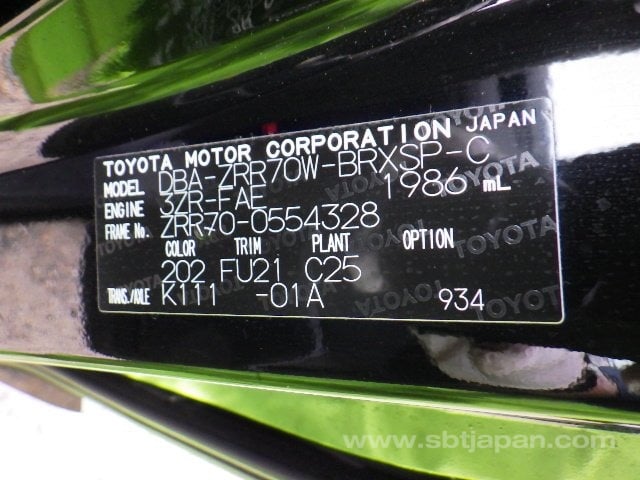 TOYOTA MOTOR CORPORATION JAPAN
MODEL DBA-ZRR70W-BRXSP-C
ENGINE 3ZR-FAE 1986 mL
FRAME No. ZRR70-0554328
COLOR TRIM PLANT OPTION
202 FU21 C25
TRANS./AXLE K111 -01A 934
www.sbtjapan.com